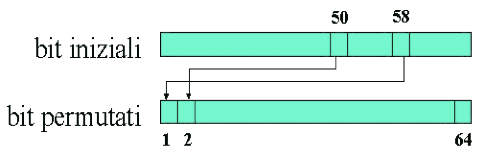 50 58
bit iniziali
bit permutati
1 2 64